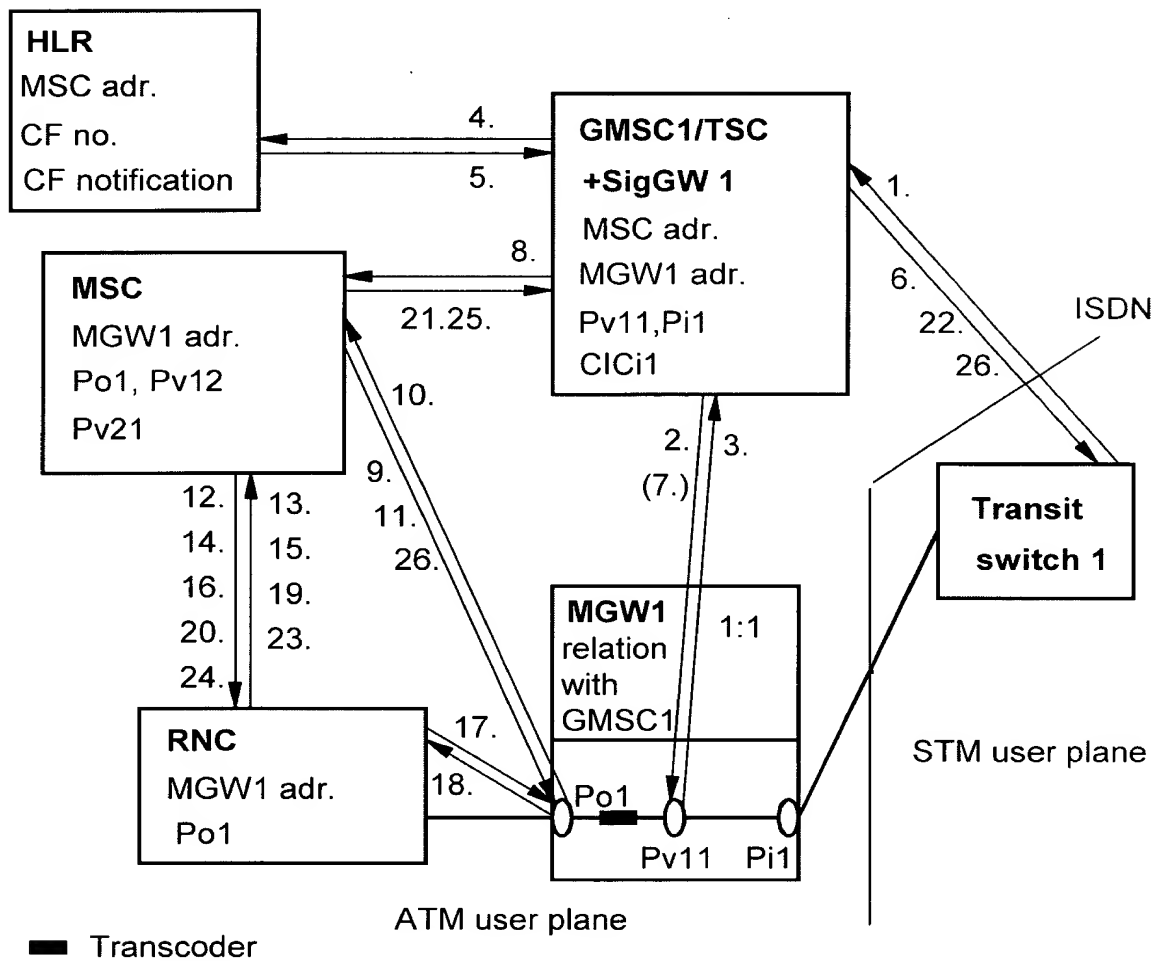 HLR
MSC adr.
CF no.
CF notification
4.
5.
GMSC1/TSC
+SigGW 1
MSC adr.
MGW1 adr.
Pv11,Pi1
CICi1
1.
6.
22.
26.
ISDN
MSC
MGW1 adr.
Po1, Pv12
Pv21
8.
21.25.
10.
9.
11.
26.
2.
(7.)
3.
Transit
switch 1
12.
14.
16.
20.
24.
13.
15.
19.
23.
MGW1
relation
with
GMSC1
1:1
RNC
MGW1 adr.
Po1
17.
18.
Po1
Pv11
Pi1
STM user plane
ATM user plane
Transcoder